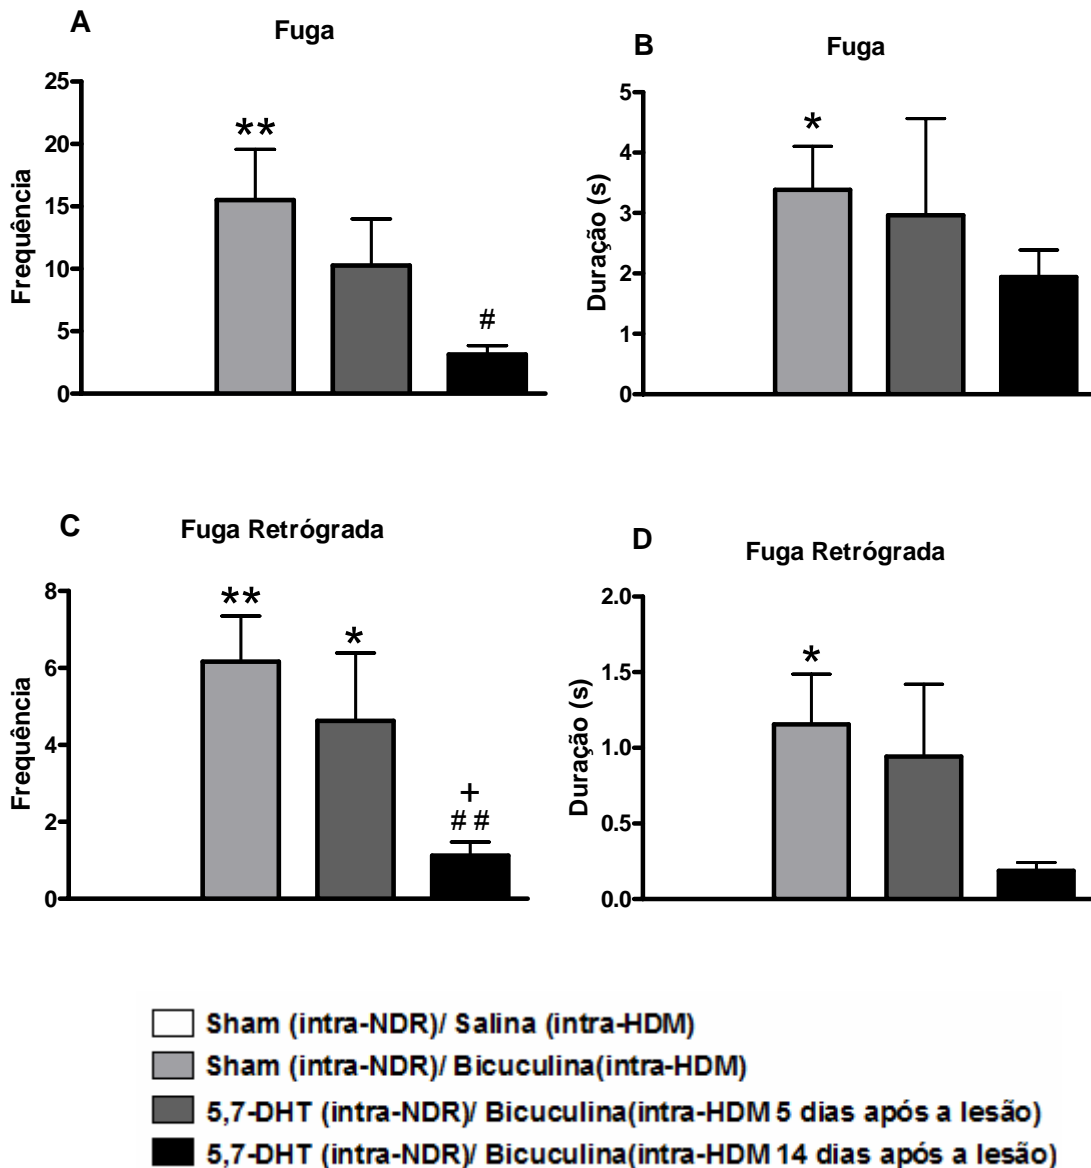 A
Fuga
25
20
15
10
5
0
Frequência
**
#
B
Fuga
5
4
3
2
1
0
Duração (s)
*
C
Fuga Retrógrada
8
6
4
2
0
Frequência
**
*
+
##
D
Fuga Retrógrada
2.0
1.5
1.0
0.5
0.0
Duração (s)
*
Sham (intra-NDR)/ Salina (intra-HDM)
Sham (intra-NDR)/ Bicuculina(intra-HDM)
5,7-DHT (intra-NDR)/ Bicuculina(intra-HDM 5 dias após a lesão)
5,7-DHT (intra-NDR)/ Bicuculina(intra-HDM 14 dias após a lesão)